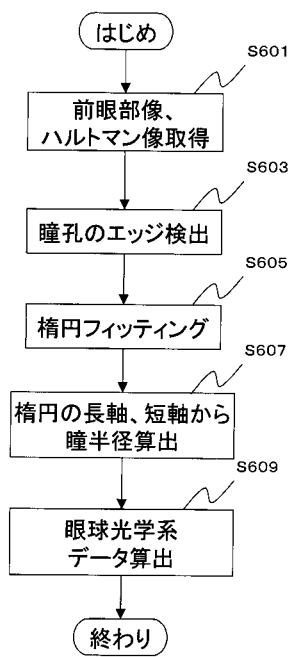 はじめ
S601
前眼部像、
ハルトマン像取得
S603
瞳孔のエッジ検出
S605
楕円フィッティング
S607
楕円の長軸、短軸から
瞳半径算出
S609
眼球光学系
データ算出
終わり